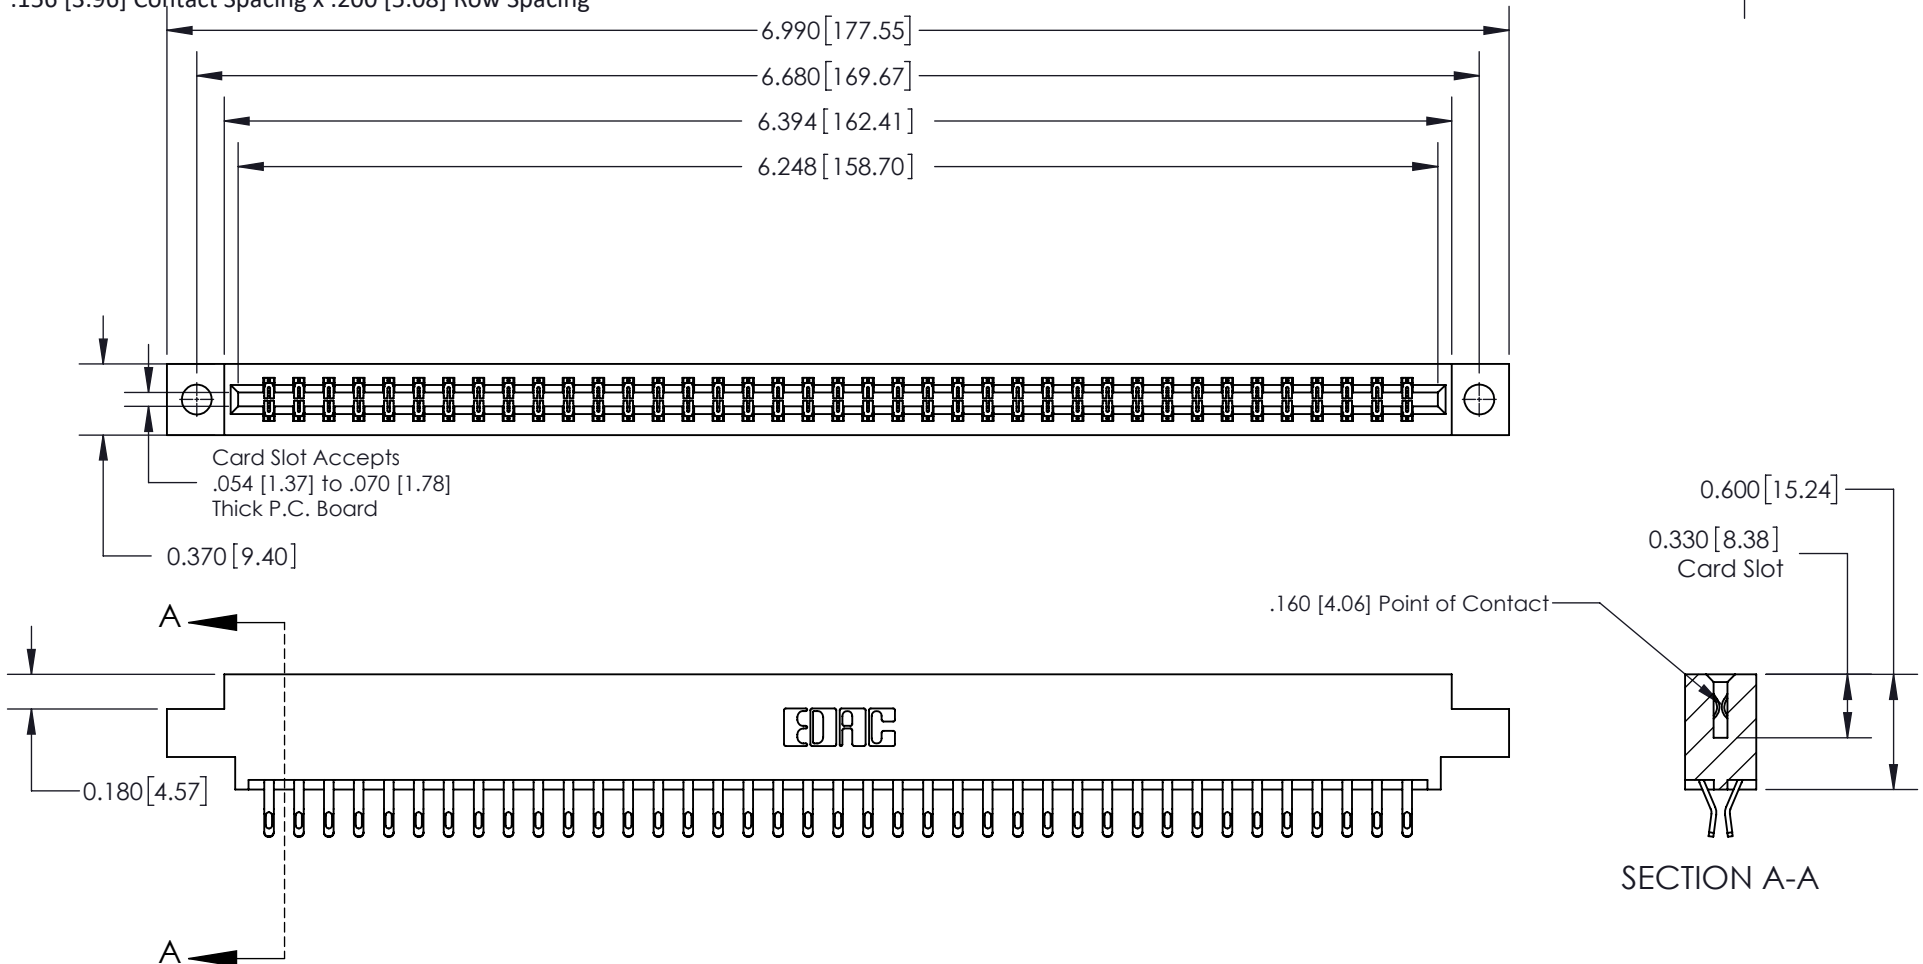 .156 [3.96] Contact Spacing x .200 [5.08] Row Spacing
6.990[177.55]
6.680[169.67]
6.394[162.41]
6.248[158.70]
Card Slot Accepts
.054 [1.37] to .070 [1.78]
Thick P.C. Board
0.370[9.40]
0.600[15.24]
0.330[8.38]
Card Slot
.160 [4.06] Point of Contact
A
EDAC
0.180[4.57]
SECTION A-A
A